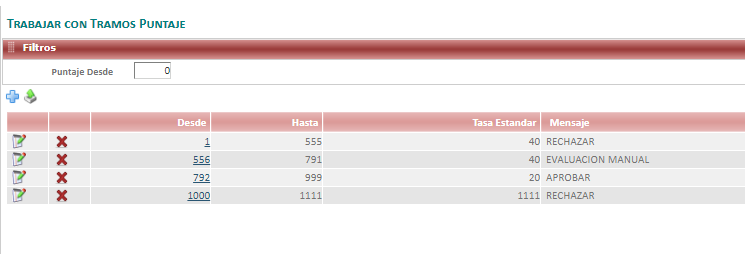 TRABAJAR CON TRAMOS PUNTAJE
Filtros
Puntaje Desde 0
Desde Hasta Tasa Estandar Mensaje
1 555 40 RECHAZAR
556 791 40 EVALUACION MANUAL
792 999 20 APROBAR
1000 1111 1111 RECHAZAR